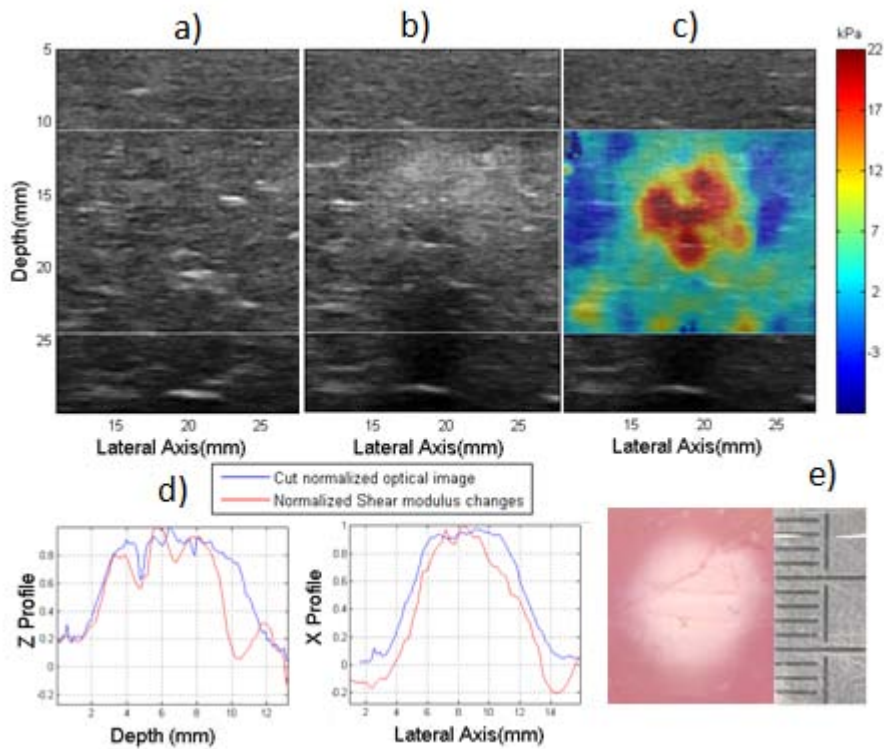 a) b) c)
kPa
5
10
15
20
25
Depth(mm)
15 20 25
Lateral Axis(mm)
15 20 25
Lateral Axis(mm)
15 20 25
Lateral Axis(mm)
22
17
12
7
2
-3
d)
Cut normalized optical image
Normalized Shear modulus changes
e)
Z Profile
0.8
0.6
0.4
0.2
0
-0.2
2 4 6 8 10 12
Depth (mm)
X Profile
1
0.8
0.6
0.4
0.2
0
-0.2
2 4 6 8 10 12 14
Lateral Axis(mm)